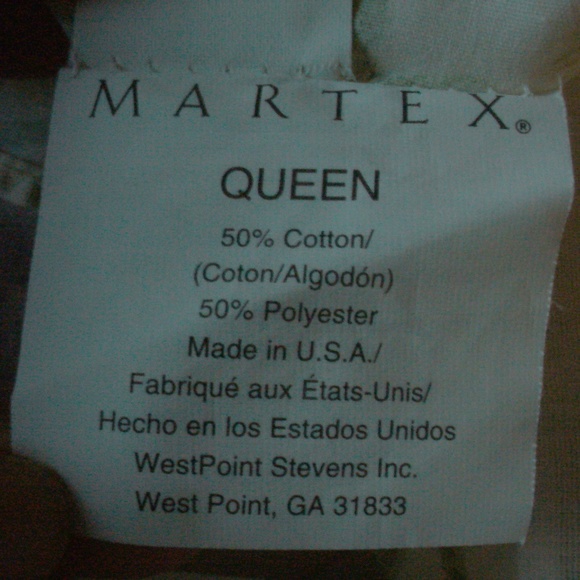 MARTEX®
QUEEN
50% Cotton/
(Coton/Algodón)
50% Polyester
Made in U.S.A./
Fabriqué aux États-Unis/
Hecho en los Estados Unidos
WestPoint Stevens Inc.
West Point, GA 31833